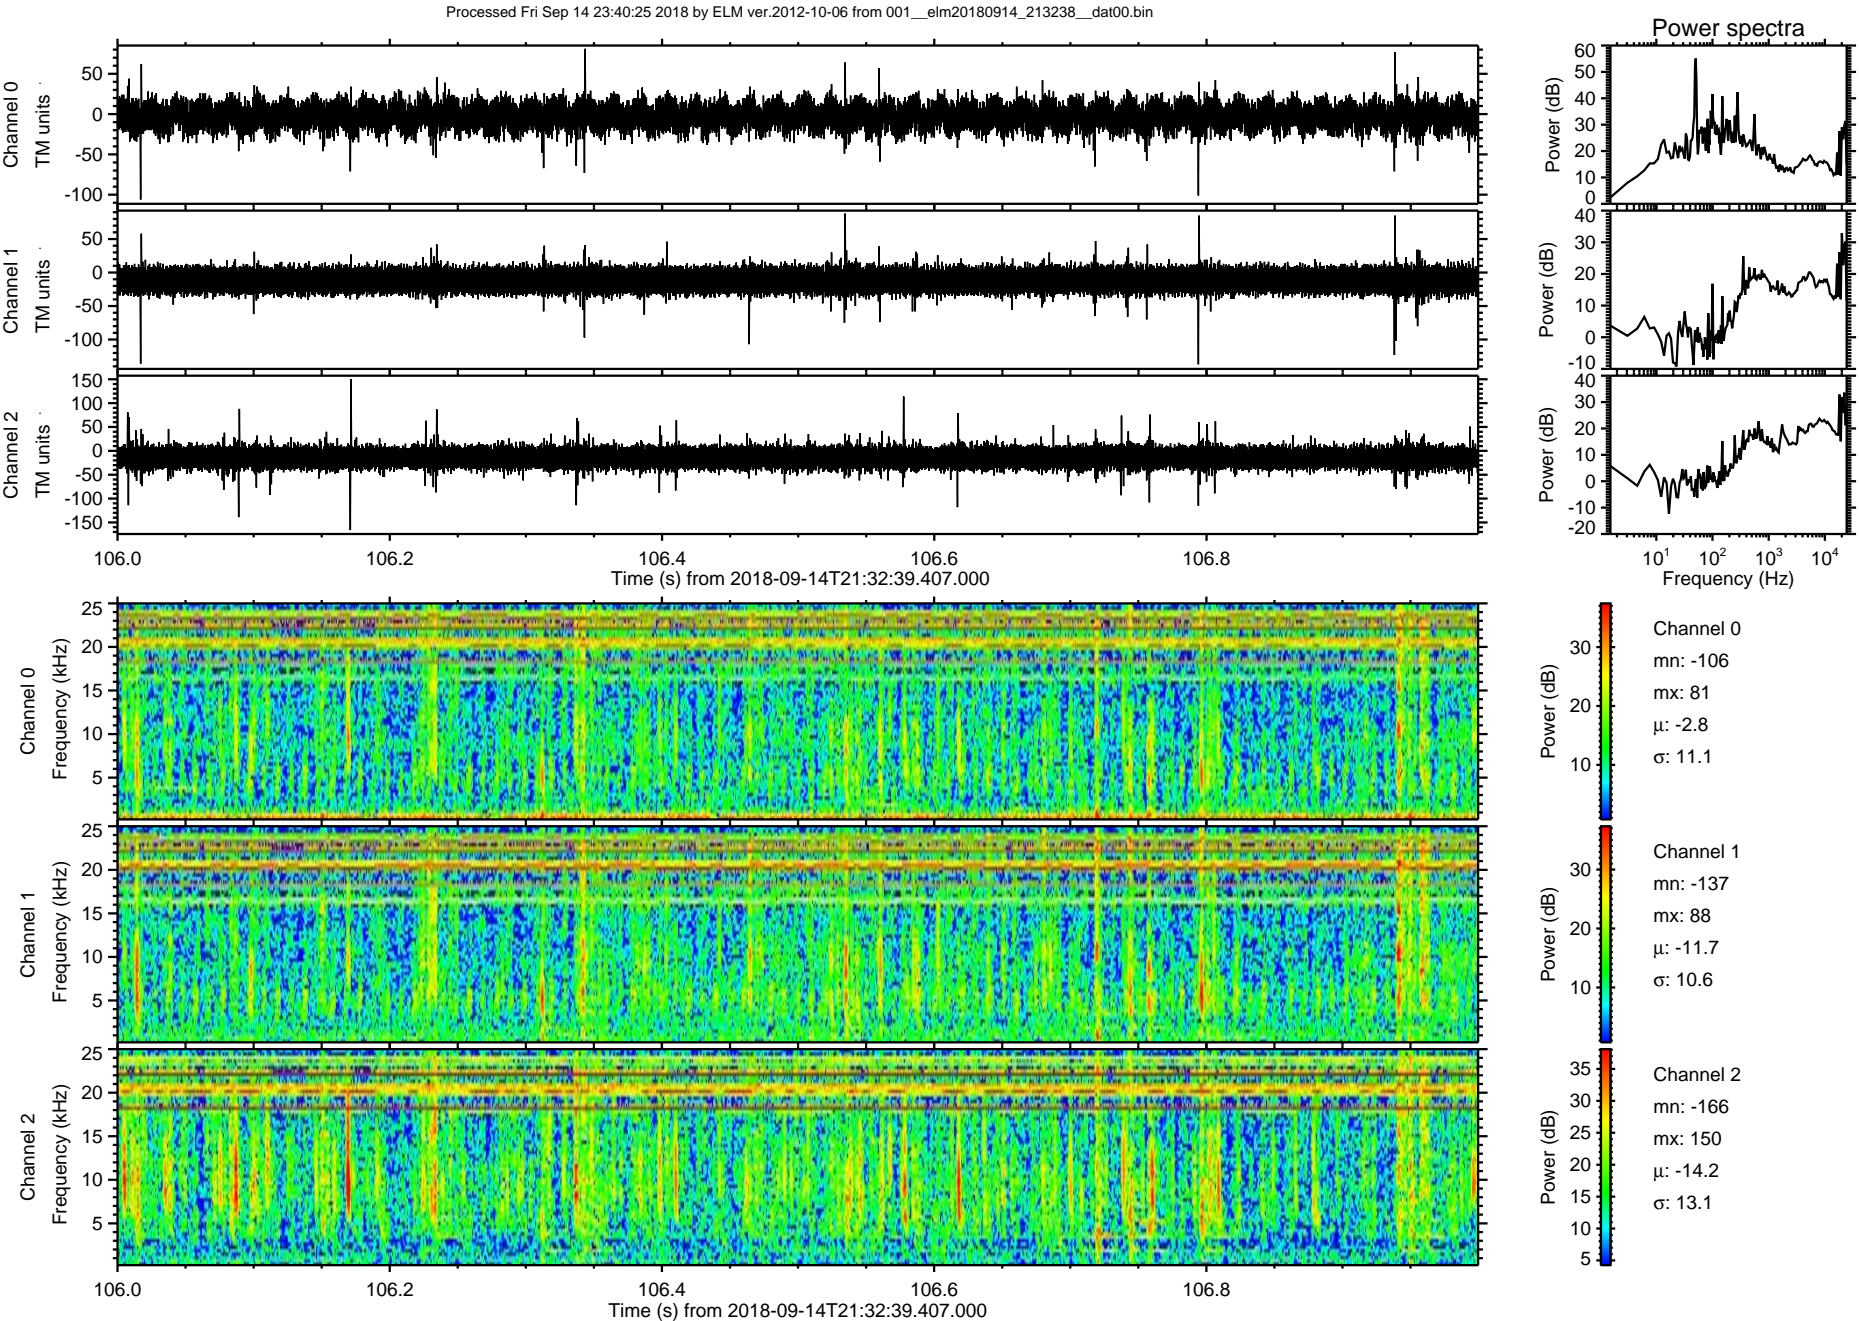 Processed Fri Sep 14 23:40:25 2018 by ELM ver.2012-10-06 from 001__elm20180914_213238__dat00.bin
Power spectra
Channel 0
TM units
50
0
-50
-100
Power (dB)
60
50
40
30
20
10
0
Channel 1
TM units
50
0
-50
-100
Power (dB)
40
30
20
10
0
-10
Channel 2
TM units
150
100
50
0
-50
-100
-150
Power (dB)
40
30
20
10
0
-10
-20
106.0 106.2 106.4 106.6 106.8
Time (s) from 2018-09-14T21:32:39.407.000
10^1 10^2 10^3 10^4
Frequency (Hz)
Channel 0
Frequency (kHz)
25
20
15
10
5
Power (dB)
30
20
10
Channel 0
mn: -106
mx: 81
μ: -2.8
σ: 11.1
Channel 1
Frequency (kHz)
25
20
15
10
5
Power (dB)
30
20
10
Channel 1
mn: -137
mx: 88
μ: -11.7
σ: 10.6
Channel 2
Frequency (kHz)
25
20
15
10
5
Power (dB)
35
30
25
20
15
10
5
Channel 2
mn: -166
mx: 150
μ: -14.2
σ: 13.1
106.0 106.2 106.4 106.6 106.8
Time (s) from 2018-09-14T21:32:39.407.000